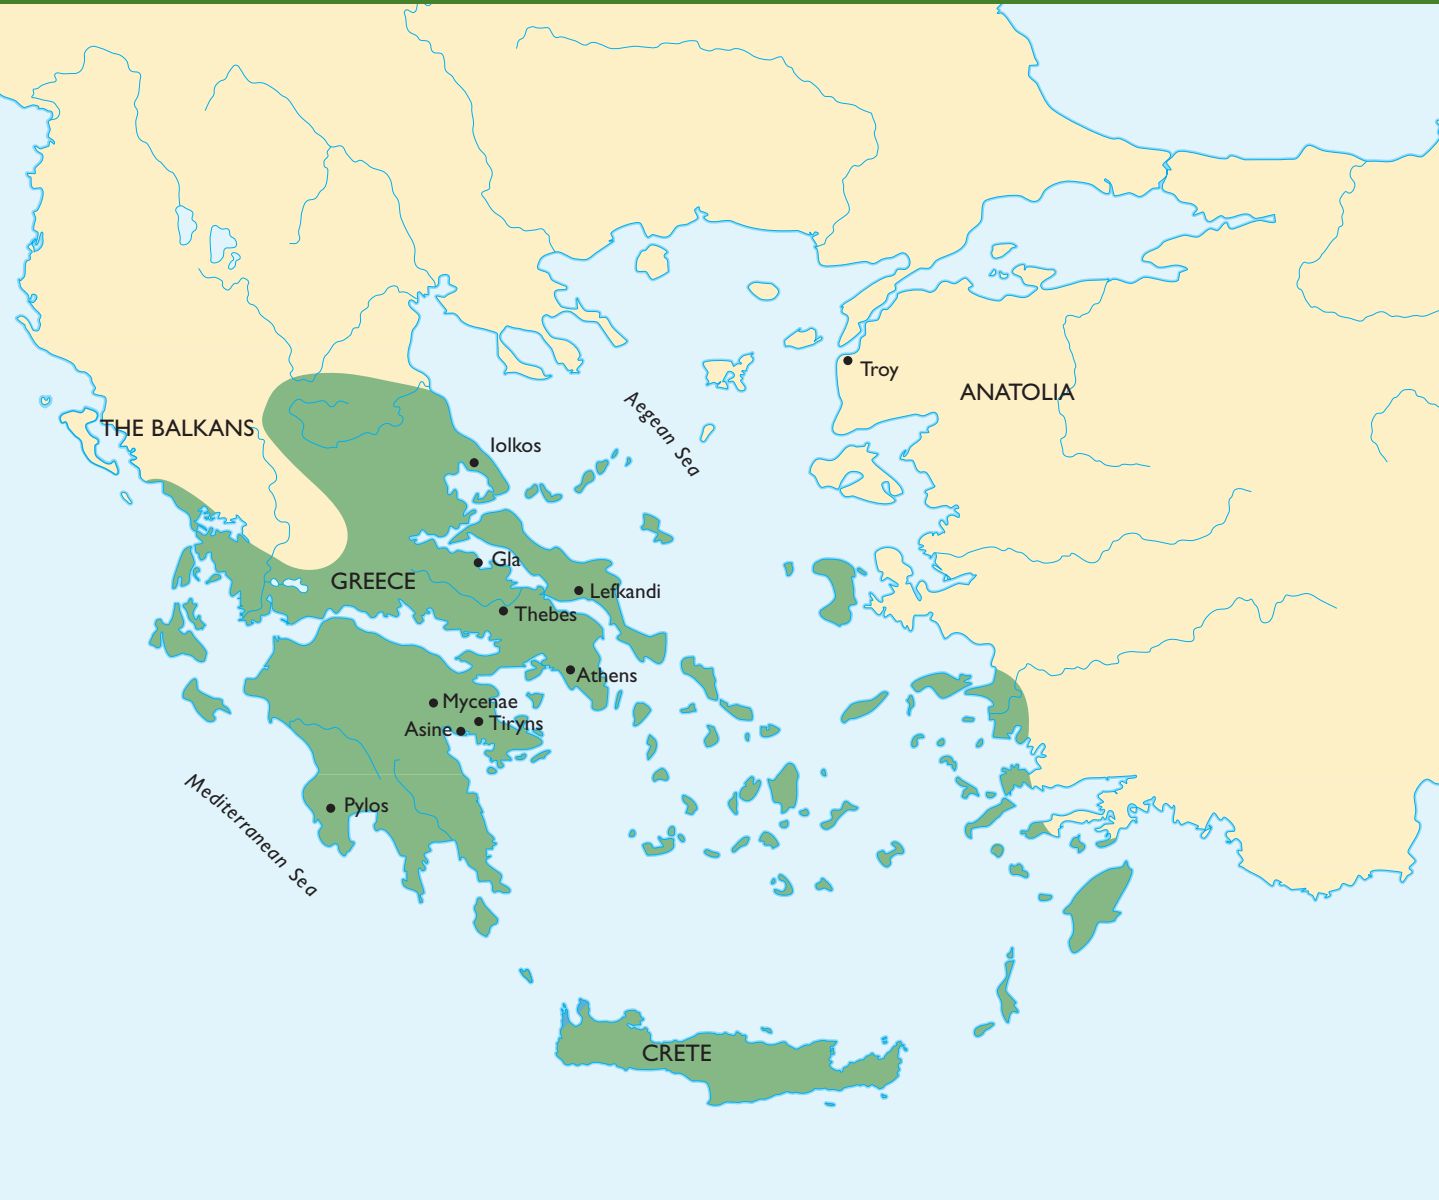 Troy
ANATOLIA
Aegean Sea
THE BALKANS
Iolkos
Gla
GREECE
Lefkandi
Thebes
Athens
Mycenae
Asine
Tiryns
Mediterranean Sea
Pylos
CRETE